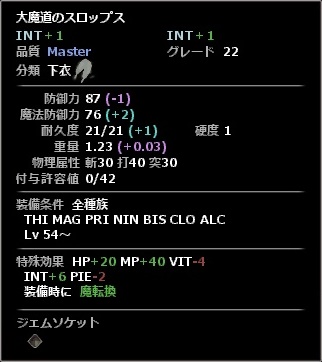 大魔道のスロップス
INT+1 INT+1
品質 Master グレード 22
分類 下衣
防御力 87 (-1)
魔法防御力 76 (+2)
耐久度 21/21 (+1) 硬度 1
重量 1.23 (+0.03)
物理属性 斬30 打40 突30
付与許容値 0/42
装備条件 全種族
THI MAG PRI NIN BIS CLO ALC
Lv 54～
特殊効果 HP+20 MP+40 VIT-4
INT+6 PIE-2
装備時に 魔転換
ジェムソケット